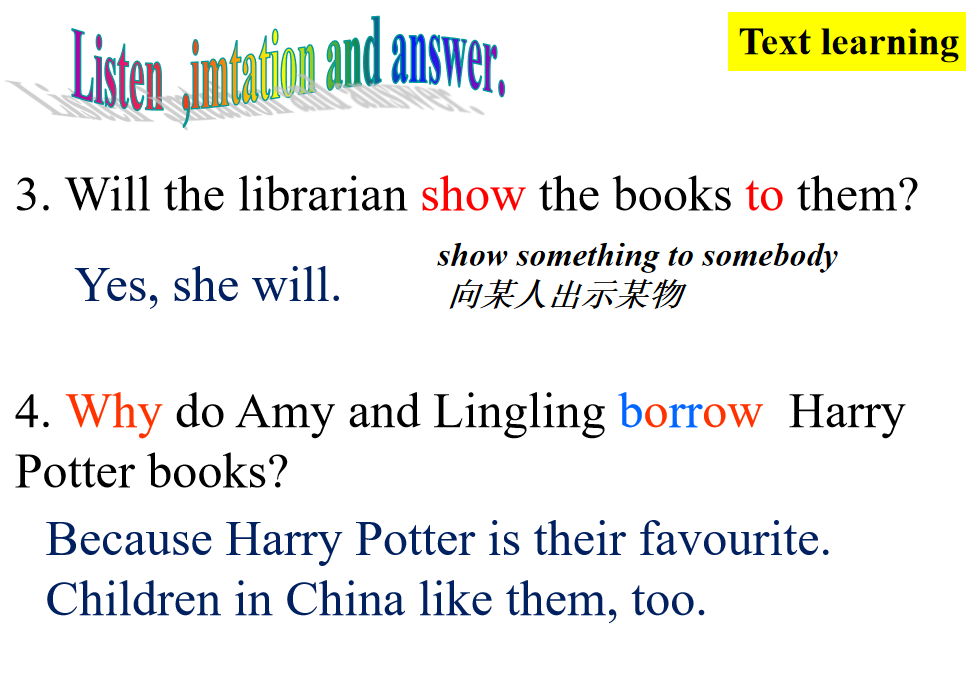 Listen ,imtation and answer.
Text learning
3. Will the librarian show the books to them?
show something to somebody
Yes, she will.
向某人出示某物
4. Why do Amy and Lingling borrow Harry
Potter books?
Because Harry Potter is their favourite.
Children in China like them, too.